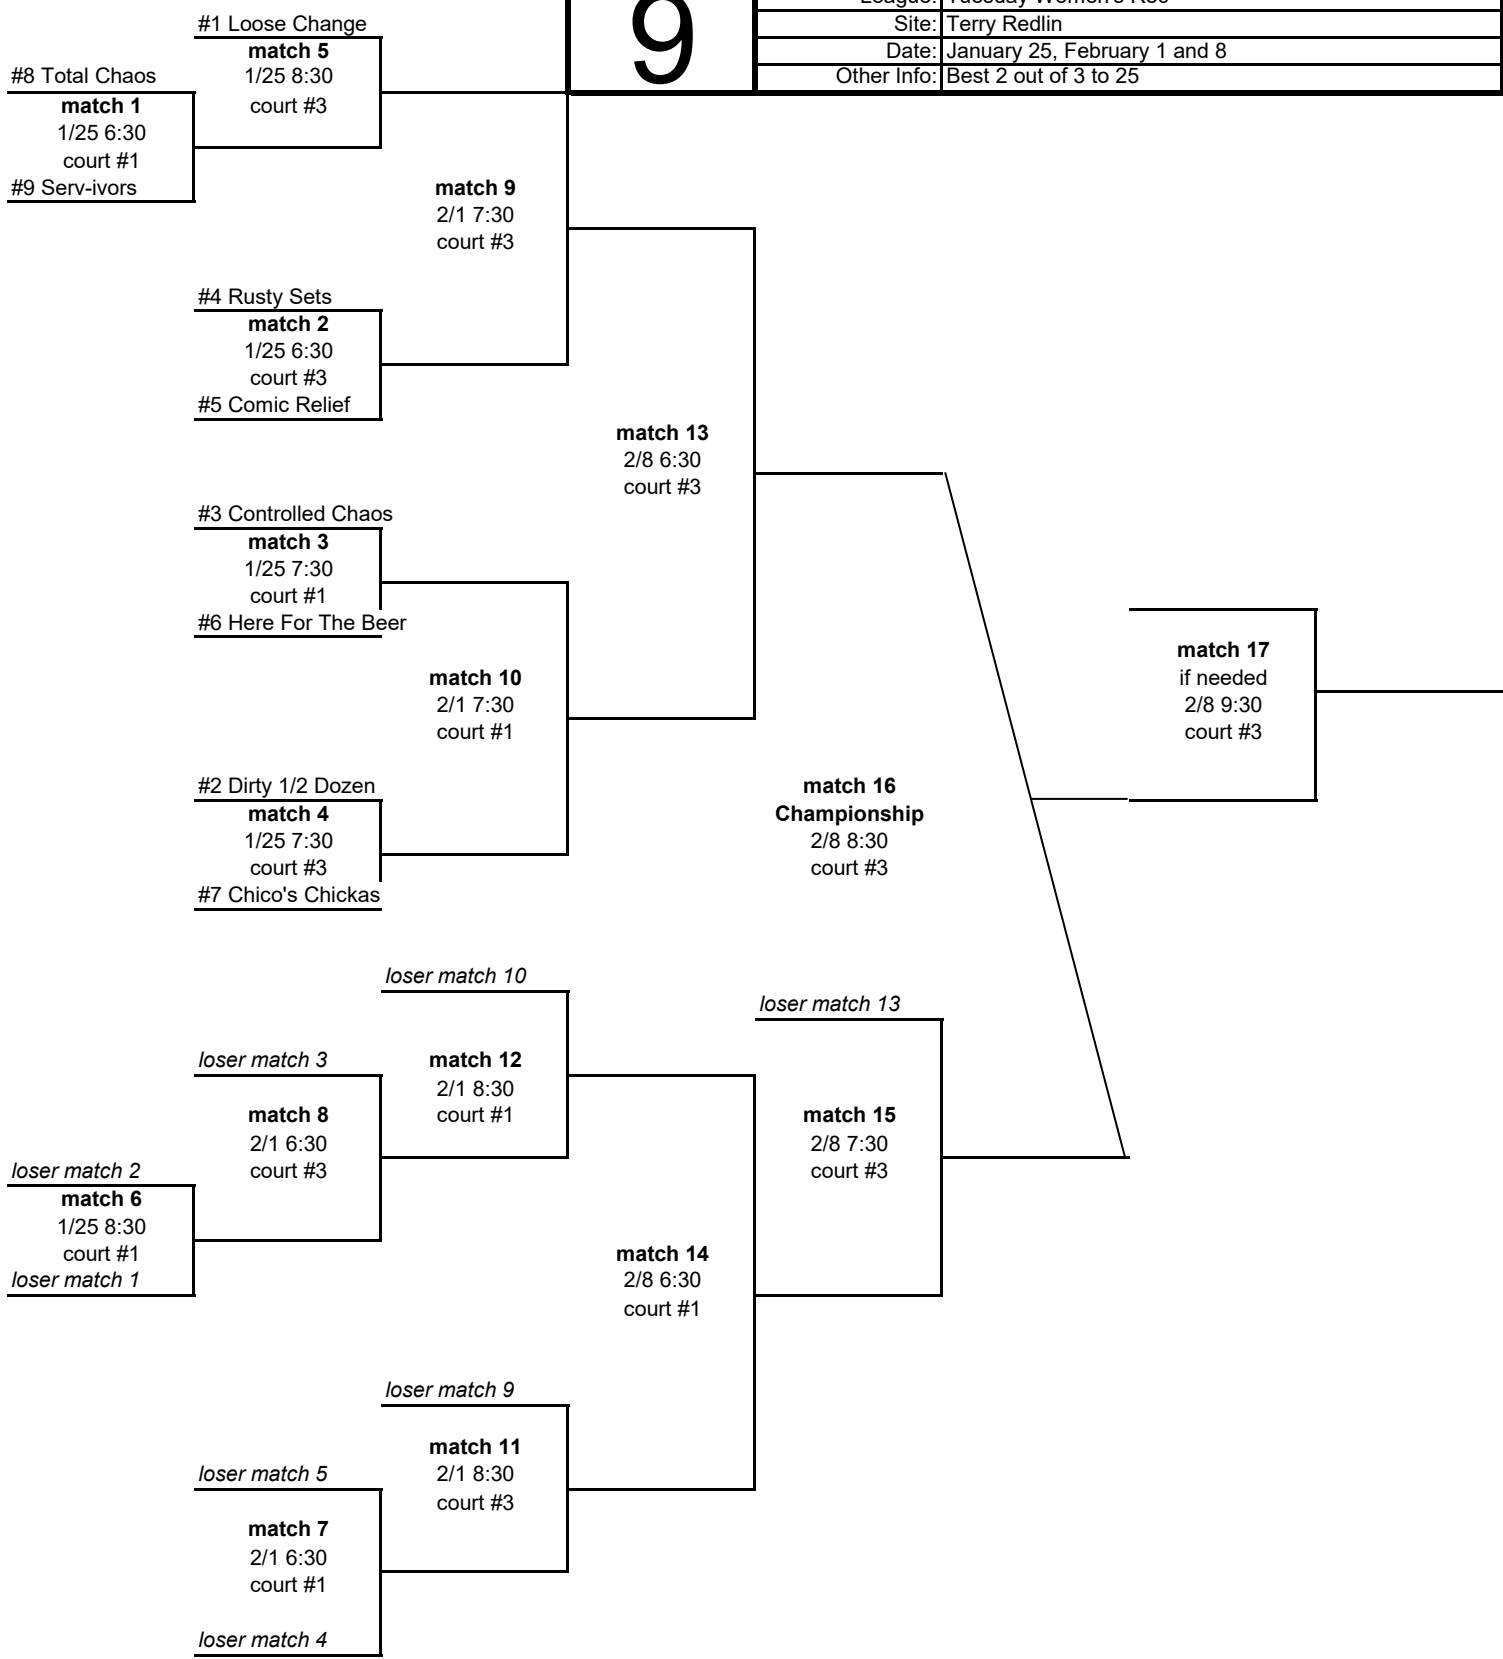 9
Site: Terry Redlin
Date: January 25, February 1 and 8
Other Info: Best 2 out of 3 to 25
#1 Loose Change
match 5
1/25 8:30
court #3
#8 Total Chaos
match 1
1/25 6:30
court #1
#9 Serv-ivors
match 9
2/1 7:30
court #3
#4 Rusty Sets
match 2
1/25 6:30
court #3
#5 Comic Relief
match 13
2/8 6:30
court #3
#3 Controlled Chaos
match 3
1/25 7:30
court #1
#6 Here For The Beer
match 10
2/1 7:30
court #1
match 17
if needed
2/8 9:30
court #3
#2 Dirty 1/2 Dozen
match 4
1/25 7:30
court #3
#7 Chico's Chickas
match 16
Championship
2/8 8:30
court #3
loser match 10
loser match 13
loser match 3
match 12
2/1 8:30
court #1
match 8
2/1 6:30
court #3
match 15
2/8 7:30
court #3
loser match 2
match 6
1/25 8:30
court #1
loser match 1
match 14
2/8 6:30
court #1
loser match 9
match 11
2/1 8:30
court #3
loser match 5
match 7
2/1 6:30
court #1
loser match 4